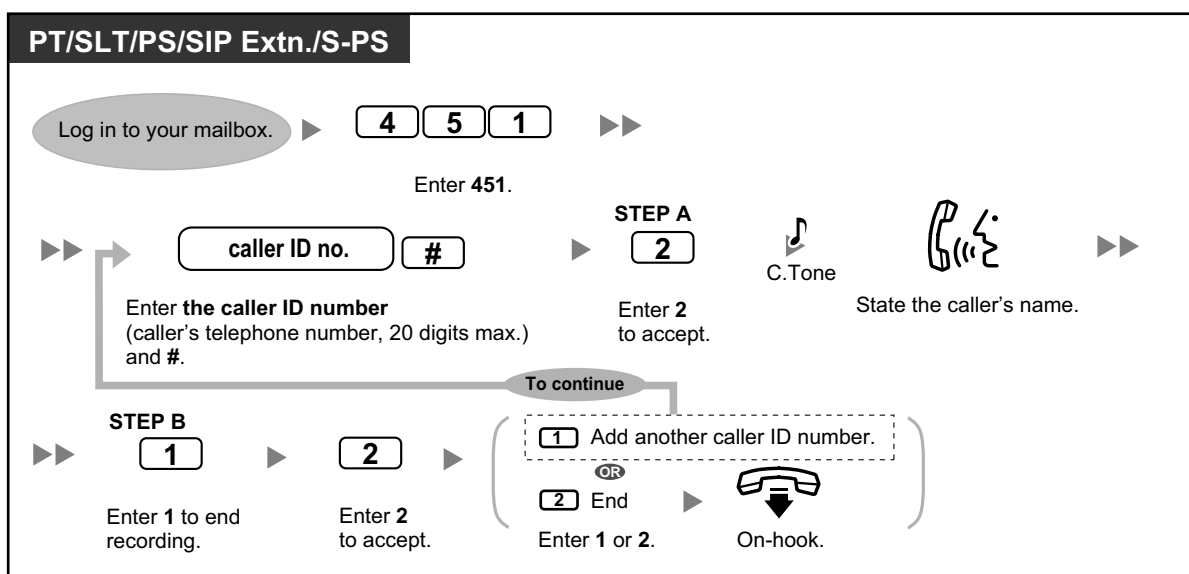 PT/SLT/PS/SIP Extn./S-PS
Log in to your mailbox.
4 5 1
Enter 451.
caller ID no. #
Enter the caller ID number
(caller's telephone number, 20 digits max.)
and #.
STEP A
2
Enter 2
to accept.
C.Tone
State the caller's name.
To continue
STEP B
1
Enter 1 to end
recording.
2
Enter 2
to accept.
1 Add another caller ID number.
OR
2 End
Enter 1 or 2.
On-hook.